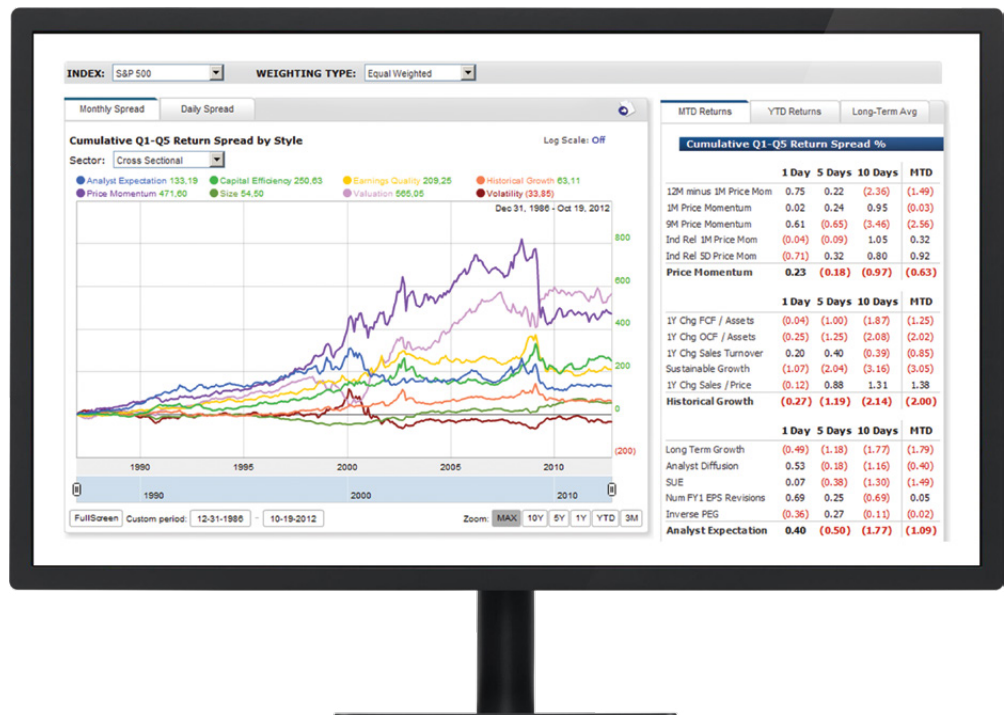 INDEX: S&P 500 WEIGHTING TYPE: Equal Weighted
Monthly Spread Daily Spread
Cumulative Q1-Q5 Return Spread by Style Log Scale: Off
Sector: Cross Sectional
Analyst Expectation 133,19 Capital Efficiency 250,63 Earnings Quality 209,25 Historical Growth 63,11
Price Momentum 471,60 Size 54,50 Valuation 565,05 Volatility (33,85)
Dec 31, 1986 - Oct 19, 2012
800
600
400
200
0
(200)
1990 1995 2000 2005 2010
1990 2000 2010
FullScreen Custom period: 12-31-1986 - 10-19-2012 Zoom: MAX 10Y 5Y 1Y YTD 3M
MTD Returns YTD Returns Long-Term Avg
Cumulative Q1-Q5 Return Spread %
1 Day 5 Days 10 Days MTD
12M minus 1M Price Mom 0.75 0.22 (2.36) (1.49)
1M Price Momentum 0.02 0.24 0.95 (0.03)
9M Price Momentum 0.61 (0.65) (3.46) (2.56)
Ind Rel 1M Price Mom (0.04) (0.09) 1.05 0.32
Ind Rel 5D Price Mom (0.71) 0.32 0.80 0.92
Price Momentum 0.23 (0.18) (0.97) (0.63)
1 Day 5 Days 10 Days MTD
1Y Chg FCF / Assets (0.04) (1.00) (1.87) (1.25)
1Y Chg OCF / Assets (0.25) (1.25) (2.08) (2.02)
1Y Chg Sales Turnover 0.20 0.40 (0.39) (0.85)
Sustainable Growth (1.07) (2.04) (3.16) (3.05)
1Y Chg Sales / Price (0.12) 0.88 1.31 1.38
Historical Growth (0.27) (1.19) (2.14) (2.00)
1 Day 5 Days 10 Days MTD
Long Term Growth (0.49) (1.18) (1.77) (1.79)
Analyst Diffusion 0.53 (0.18) (1.16) (0.40)
SUE 0.07 (0.38) (1.30) (1.49)
Num FY1 EPS Revisions 0.69 0.25 (0.69) 0.05
Inverse PEG (0.36) 0.27 (0.11) (0.02)
Analyst Expectation 0.40 (0.50) (1.77) (1.09)